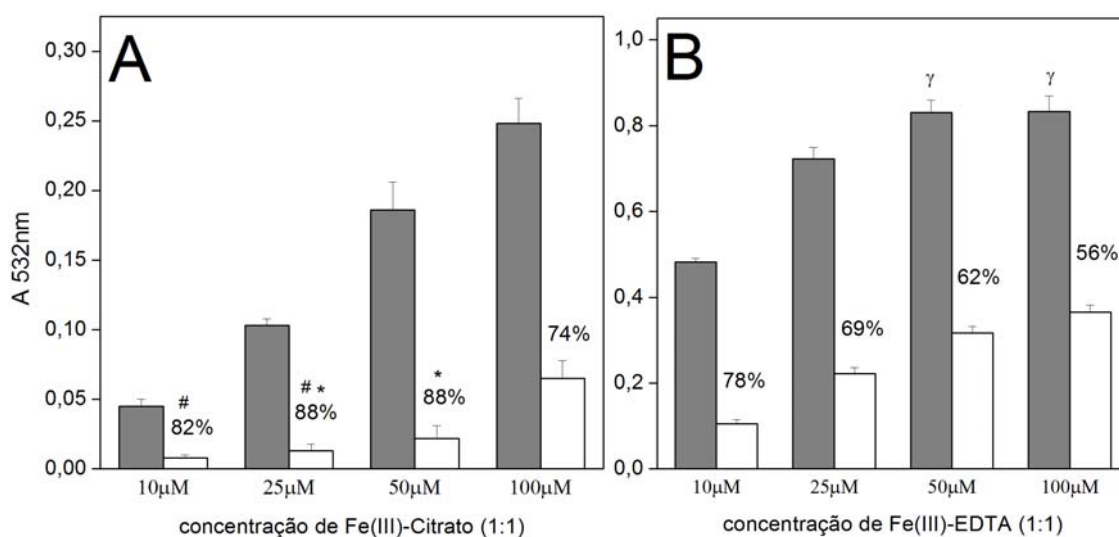 A
A 532nm
0,30
0,25
0,20
0,15
0,10
0,05
0,00
#
82%
# *
88%
*
88%
74%
10µM
25µM
50µM
100µM
concentração de Fe(III)-Citrato (1:1)
B
1,0
0,8
0,6
0,4
0,2
0,0
γ
γ
78%
69%
62%
56%
10µM
25µM
50µM
100µM
concentração de Fe(III)-EDTA (1:1)